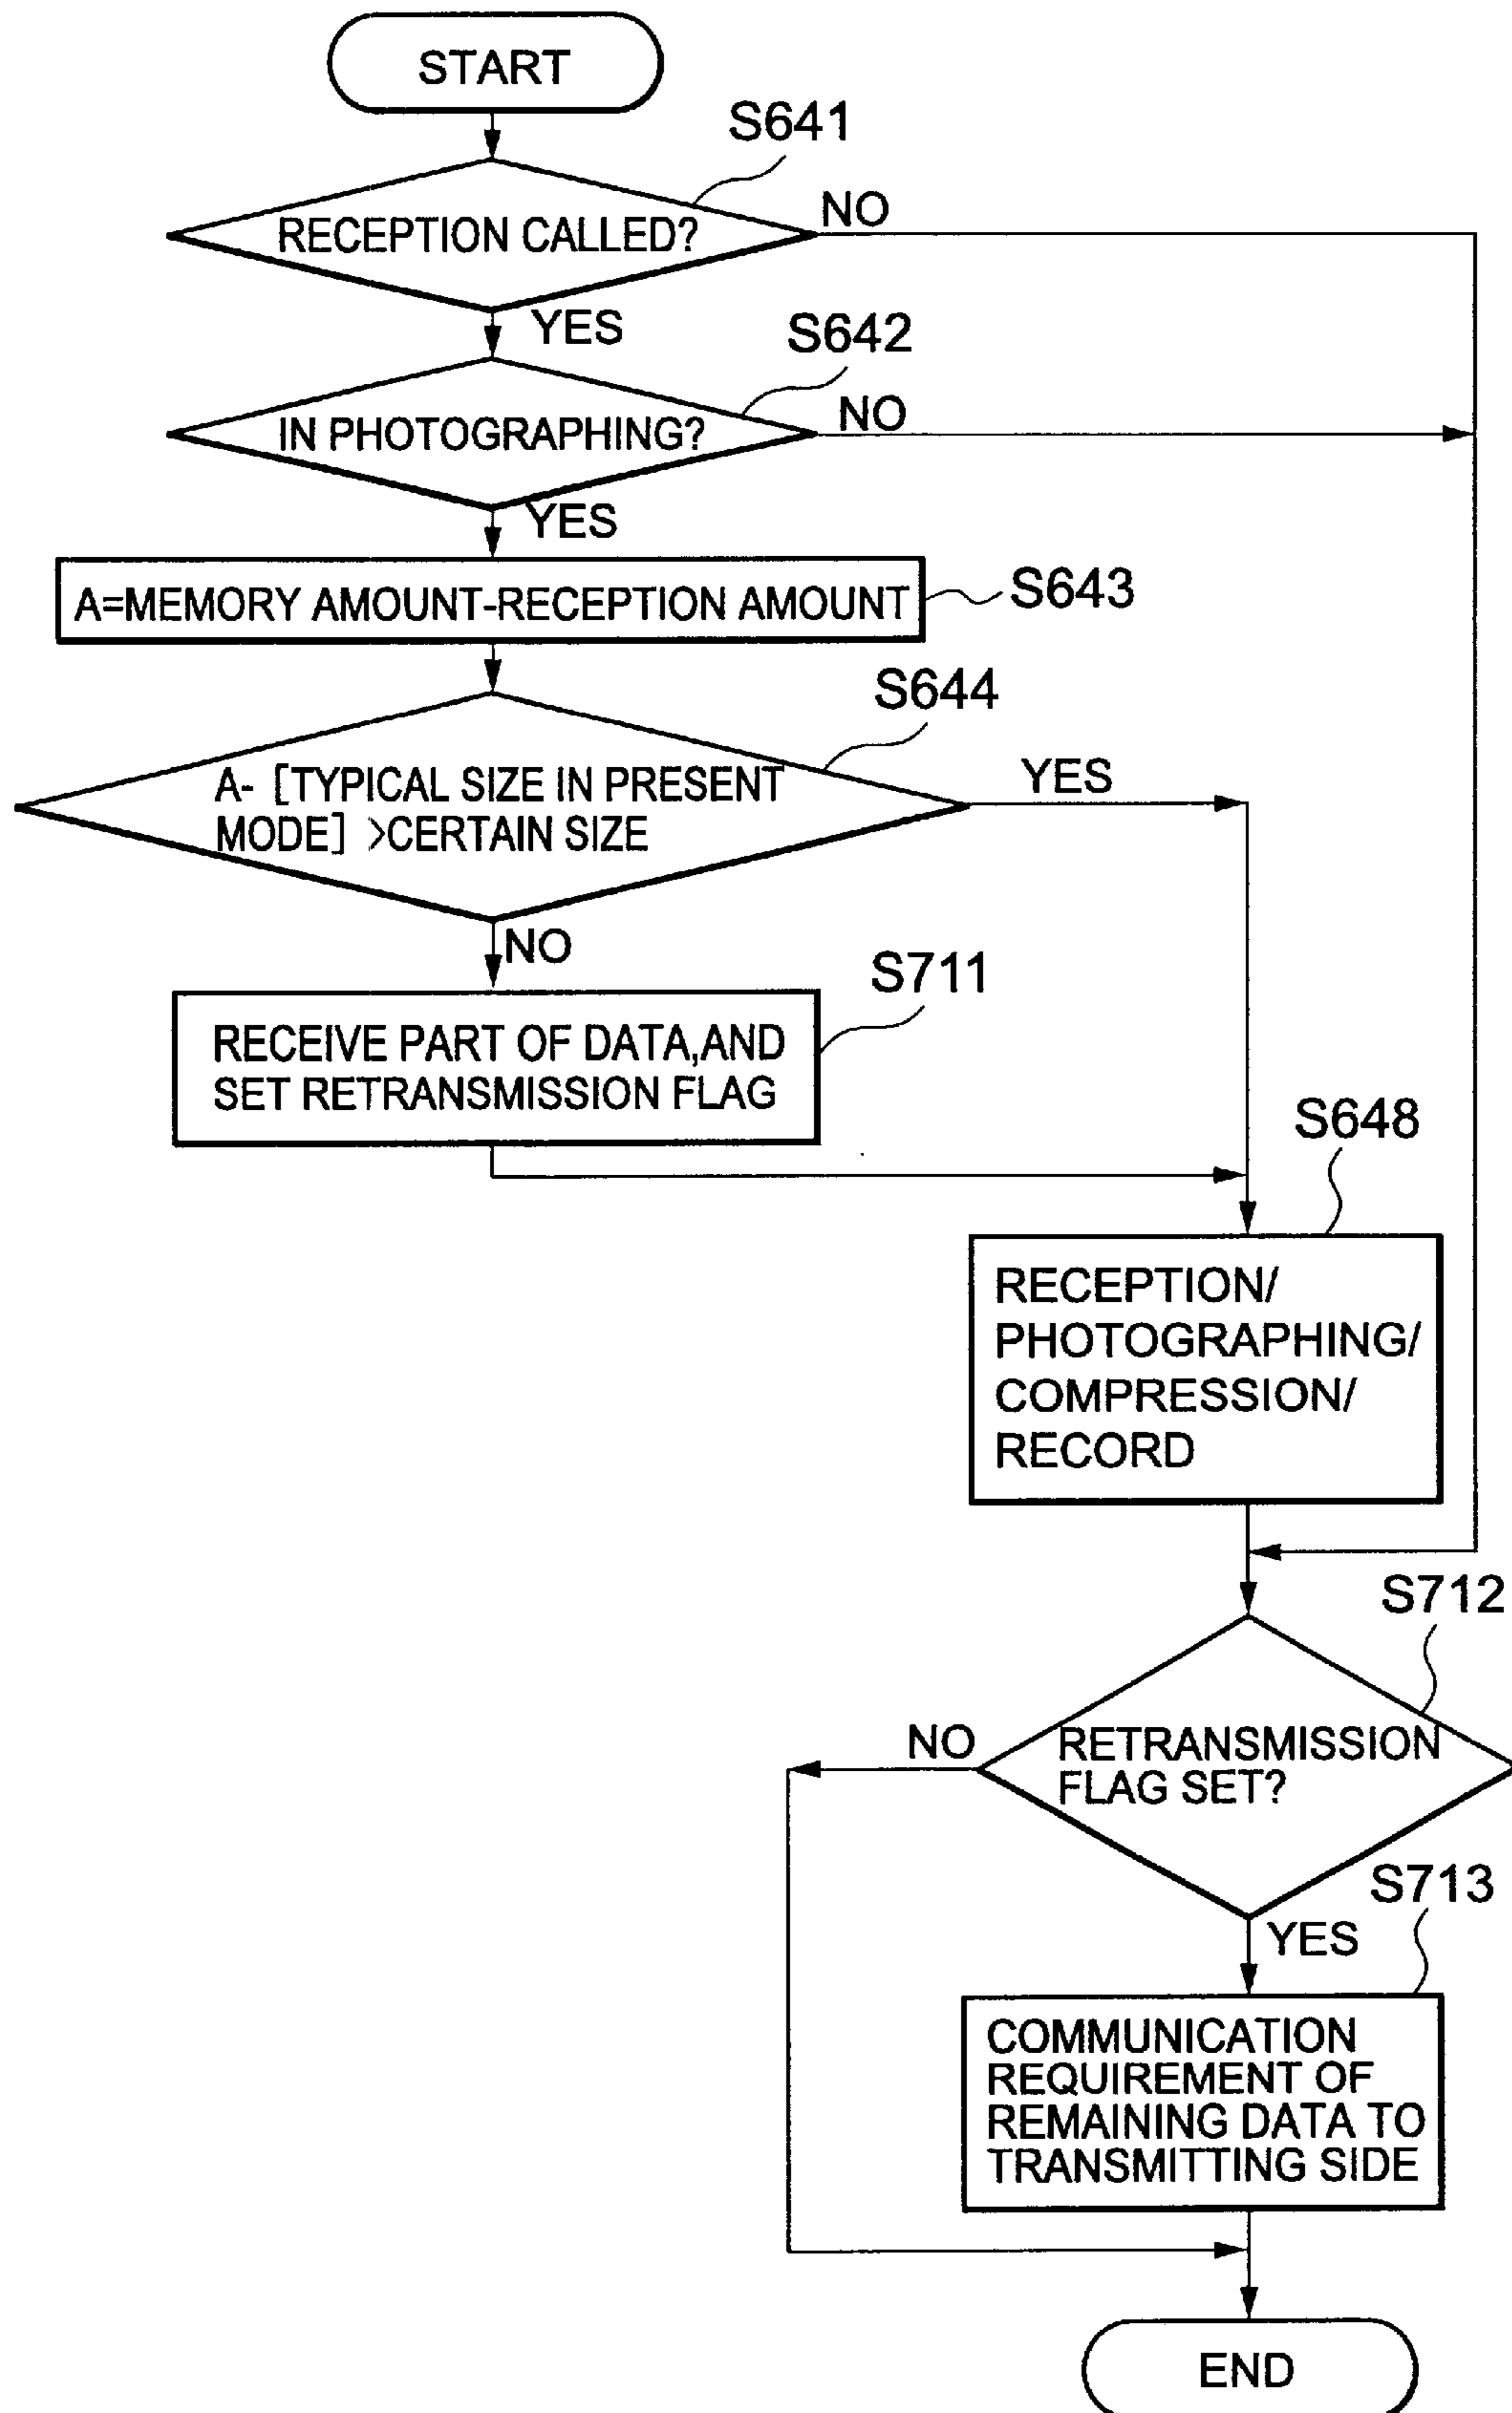 START
S641
RECEPTION CALLED?
NO
YES
S642
IN PHOTOGRAPHING?
NO
YES
A=MEMORY AMOUNT-RECEPTION AMOUNT
S643
S644
A- [TYPICAL SIZE IN PRESENT
MODE] >CERTAIN SIZE
YES
NO
S711
RECEIVE PART OF DATA,AND
SET RETRANSMISSION FLAG
S648
RECEPTION/
PHOTOGRAPHING/
COMPRESSION/
RECORD
S712
NO
RETRANSMISSION
FLAG SET?
S713
YES
COMMUNICATION
REQUIREMENT OF
REMAINING DATA TO
TRANSMITTING SIDE
END